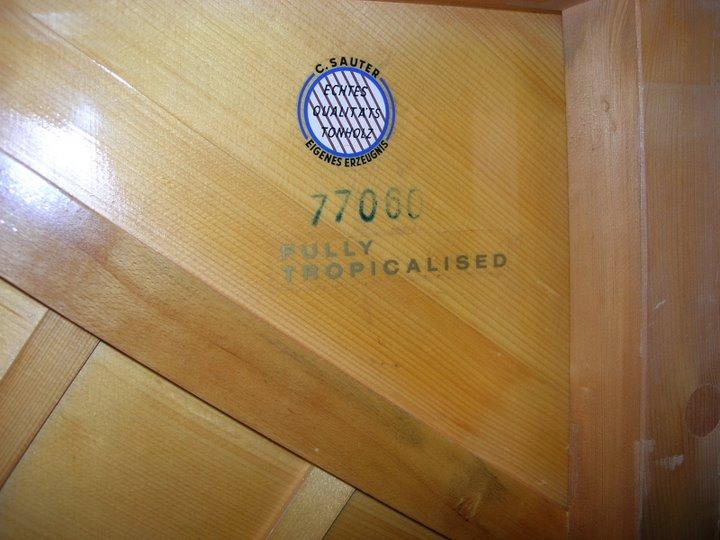 C. SAUTER
ECHTES
QUALITÄTS
TONHOLZ
EIGENES ERZEUGNIS
77060
FULLY
TROPICALISED